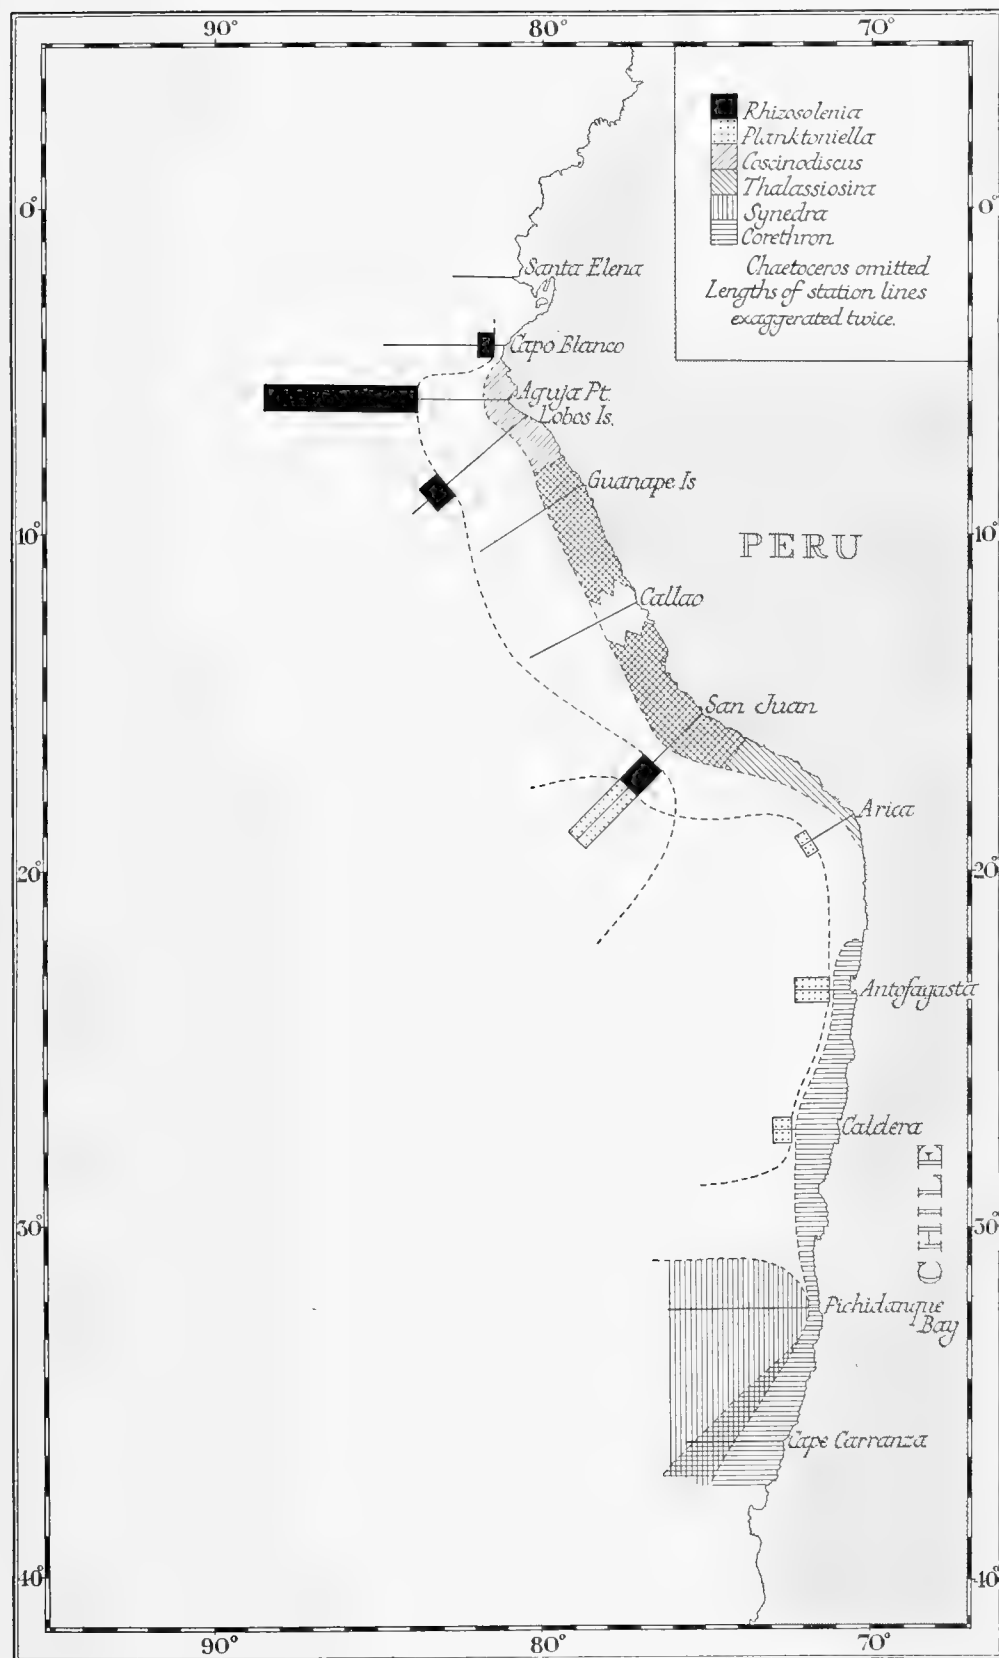 90° 80° 70°
Rhizosolenia
Planktoniella
Coscinodiscus
Thalassiosira
Synedra
Corethron
Chaetoceros omitted
Lengths of station lines
exaggerated twice.
0° 0°
Santa Elena
Capo Blanco
Aguja Pt.
Lobos Is.
Guanape Is
10° PERU 10°
Callao
San Juan
Arica
20° 20°
Antofagasta
Caldera
CHILE
30° 30°
Pichidanque
Bay
Cape Carranza
40° 40°
90° 80° 70°